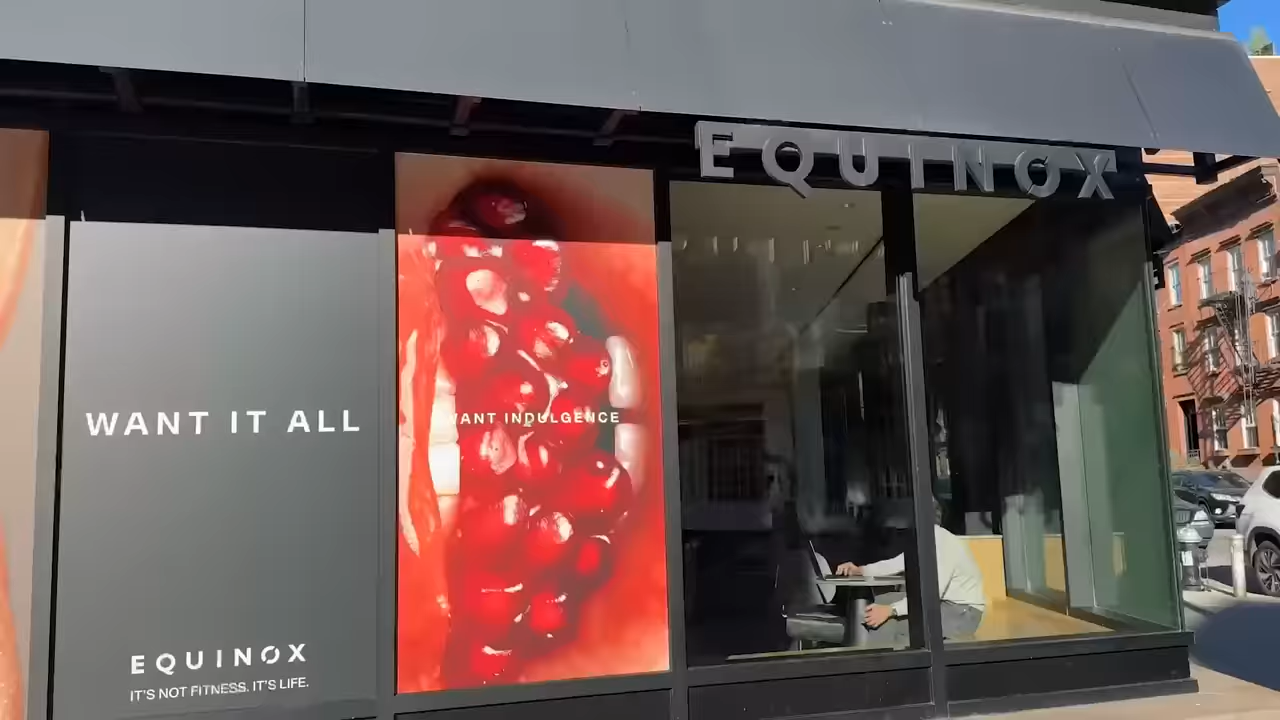 EQUINOX
WANT IT ALL
WANT INDULGENCE
EQUINOX
IT'S NOT FITNESS. IT'S LIFE.